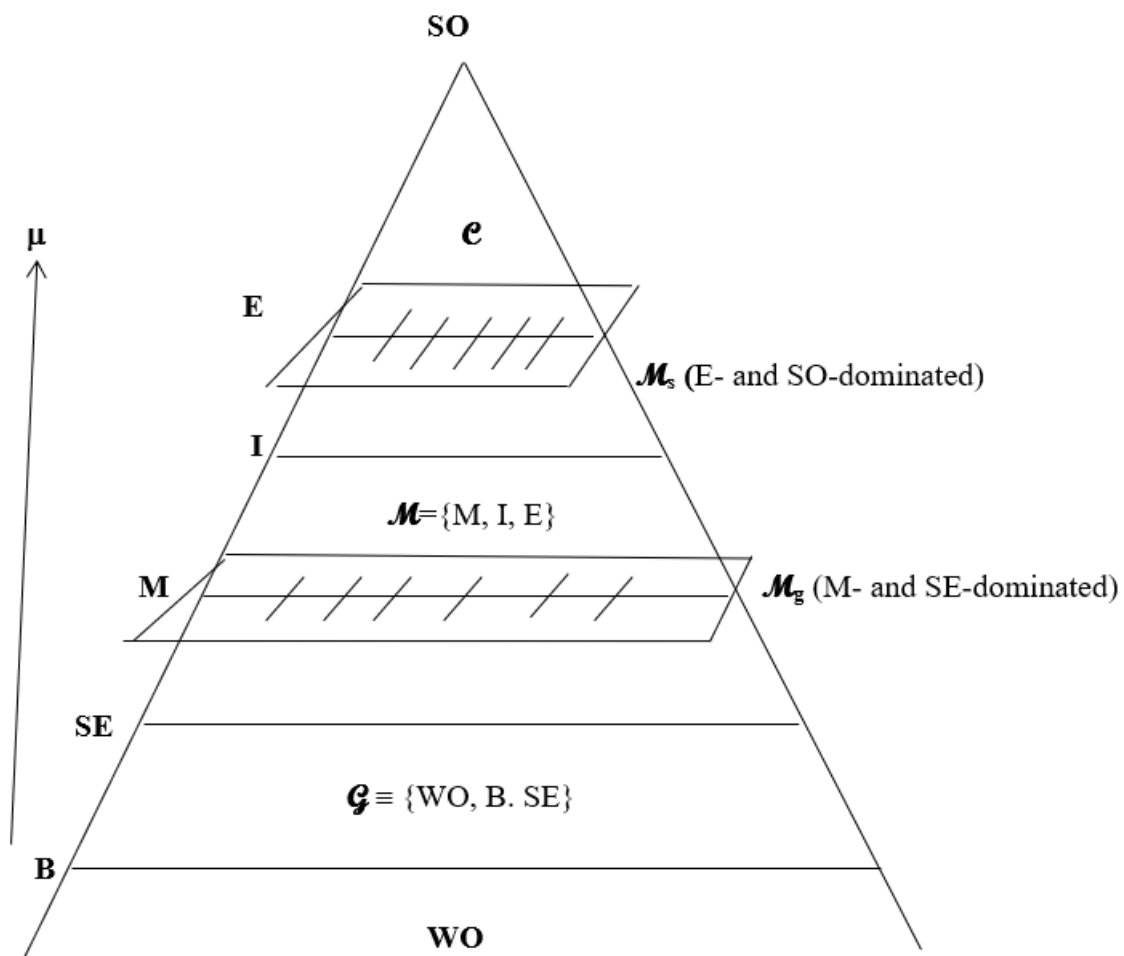 SO
𝓒
μ
E
𝓜s (E- and SO-dominated)
I
𝓜={M, I, E}
M
𝓜g (M- and SE-dominated)
SE
𝓖 ≡ {WO, B. SE}
B
WO